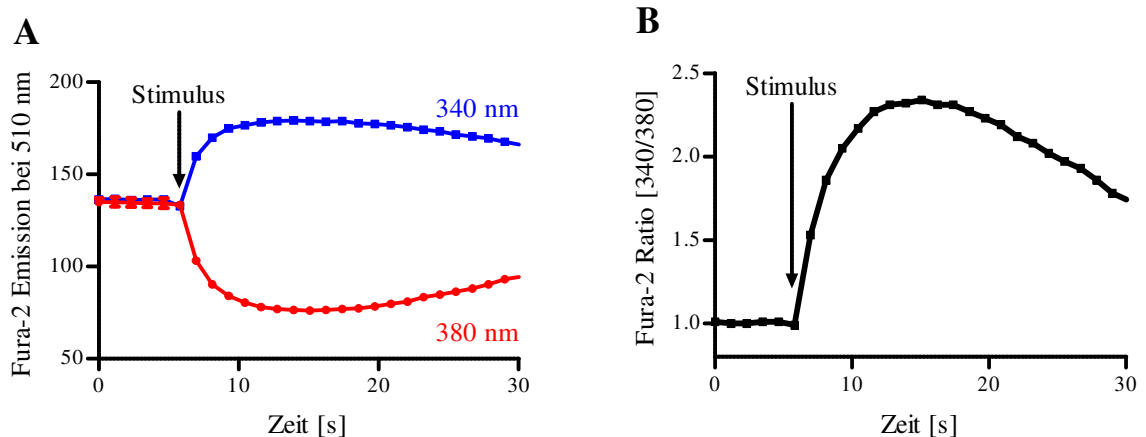 A
Fura-2 Emission bei 510 nm
200
150
100
50
Stimulus
340 nm
380 nm
0
10
20
30
Zeit [s]
B
Fura-2 Ratio [340/380]
2.5
2.0
1.5
1.0
Stimulus
0
10
20
30
Zeit [s]